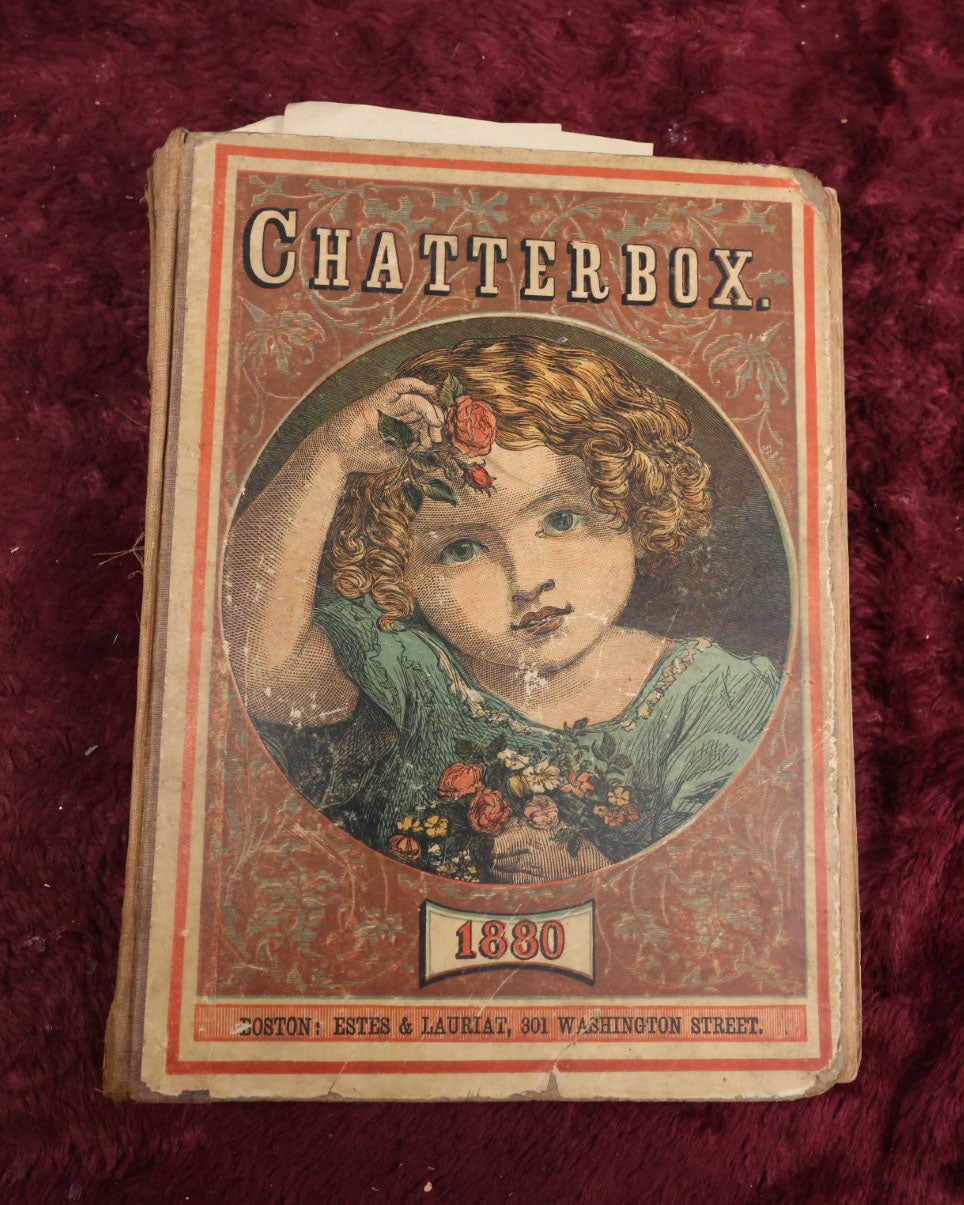 CHATTERBOX.
1880
BOSTON: ESTES & LAURIAT, 301 WASHINGTON STREET.